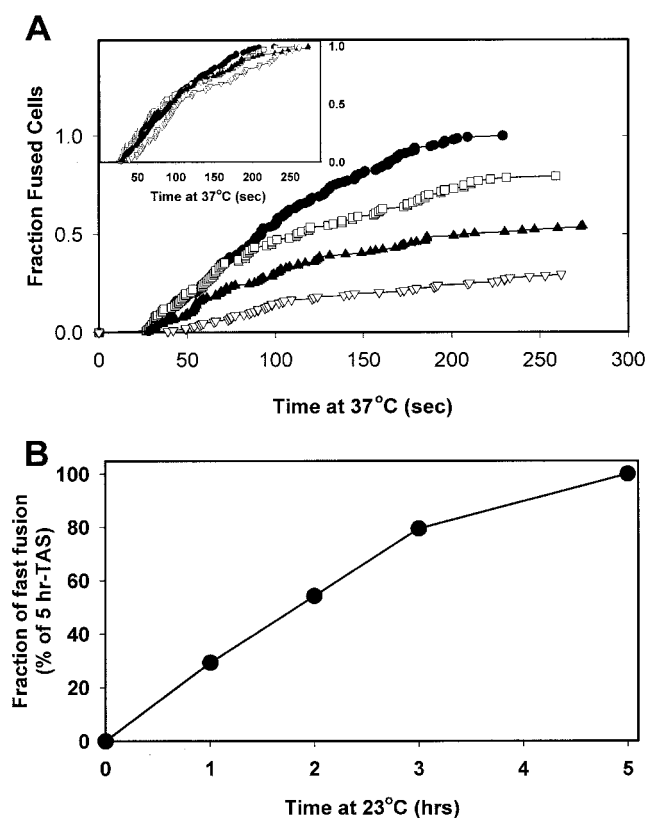 A
1.0
0.5
0.0
50 100 150 200 250
Time at 37°C (sec)
Fraction Fused Cells
1.0
0.5
0.0
0 50 100 150 200 250 300
Time at 37°C (sec)
B
Fraction of fast fusion
(% of 5 hr-TAS)
100
80
60
40
20
0
0 1 2 3 4 5
Time at 23°C (hrs)